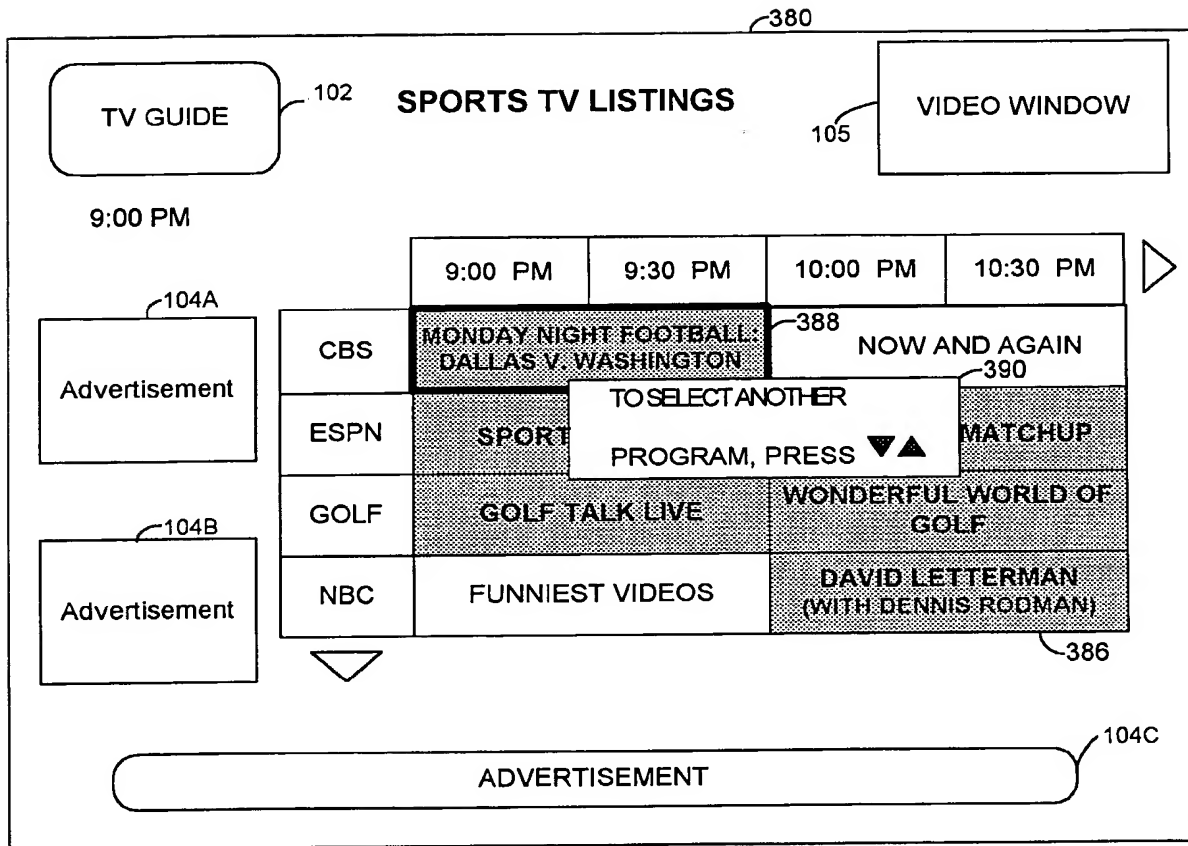 380
TV GUIDE
102
SPORTS TV LISTINGS
105
VIDEO WINDOW
9:00 PM
9:00 PM
9:30 PM
10:00 PM
10:30 PM
104A
Advertisement
CBS
MONDAY NIGHT FOOTBALL:
DALLAS V. WASHINGTON
388
NOW AND AGAIN
390
TO SELECT ANOTHER
PROGRAM, PRESS ▼▲
ESPN
SPORT
MATCHUP
GOLF
GOLF TALK LIVE
WONDERFUL WORLD OF
GOLF
104B
Advertisement
NBC
FUNNIEST VIDEOS
DAVID LETTERMAN
(WITH DENNIS RODMAN)
386
104C
ADVERTISEMENT